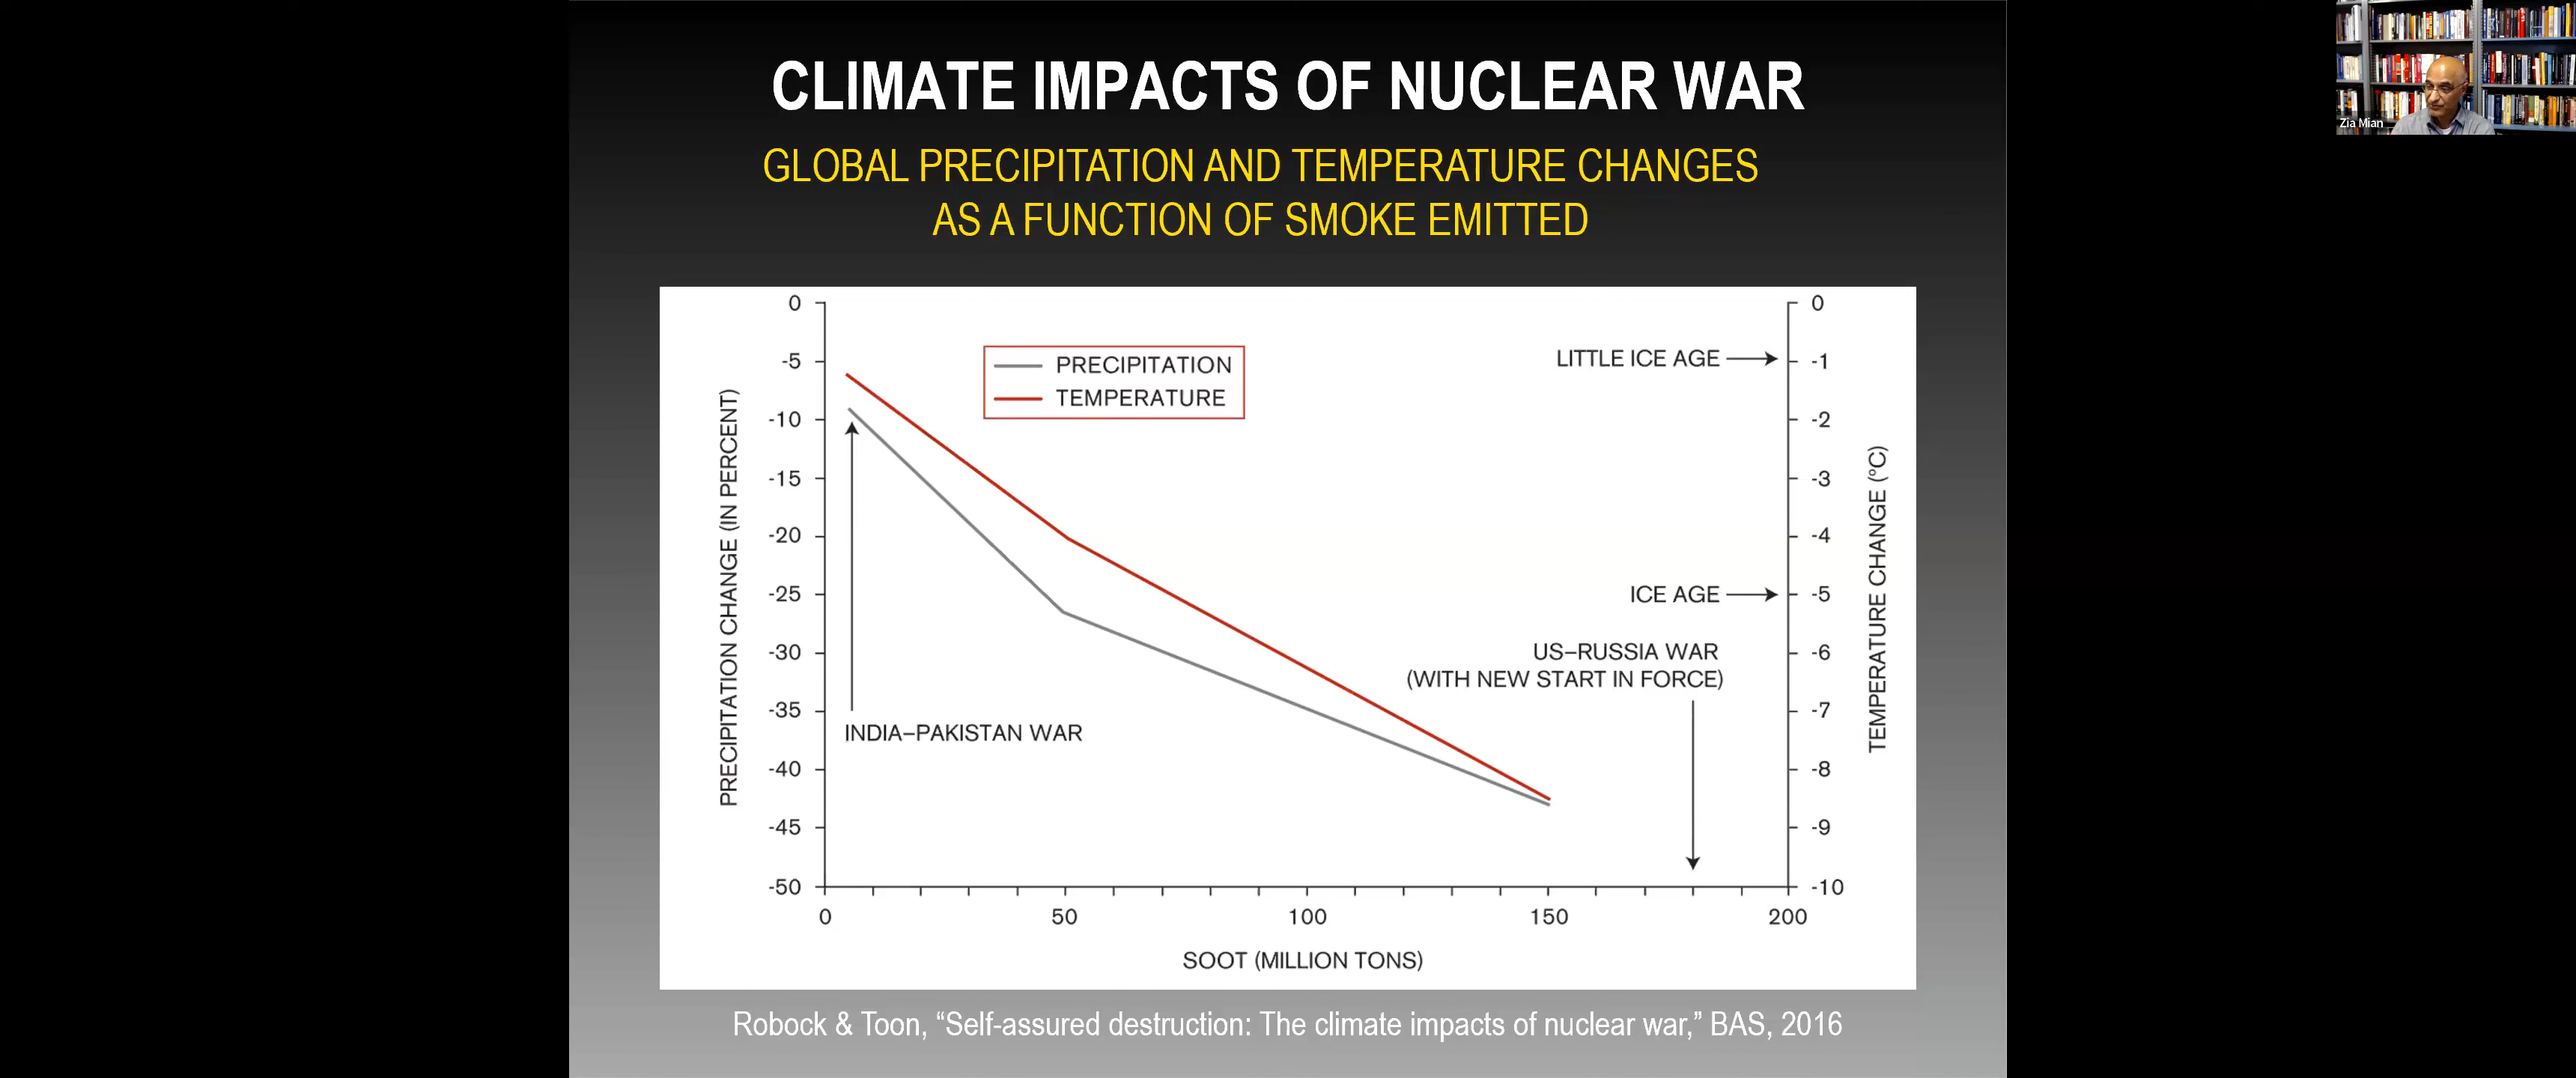 CLIMATE IMPACTS OF NUCLEAR WAR
GLOBAL PRECIPITATION AND TEMPERATURE CHANGES
AS A FUNCTION OF SMOKE EMITTED
Zia Mian
PRECIPITATION CHANGE (IN PERCENT)
0
-5
-10
-15
-20
-25
-30
-35
-40
-45
-50
PRECIPITATION
TEMPERATURE
INDIA–PAKISTAN WAR
LITTLE ICE AGE
ICE AGE
US–RUSSIA WAR
(WITH NEW START IN FORCE)
0
-1
-2
-3
-4
-5
-6
-7
-8
-9
-10
TEMPERATURE CHANGE (°C)
0 50 100 150 200
SOOT (MILLION TONS)
Robock & Toon, “Self-assured destruction: The climate impacts of nuclear war,” BAS, 2016